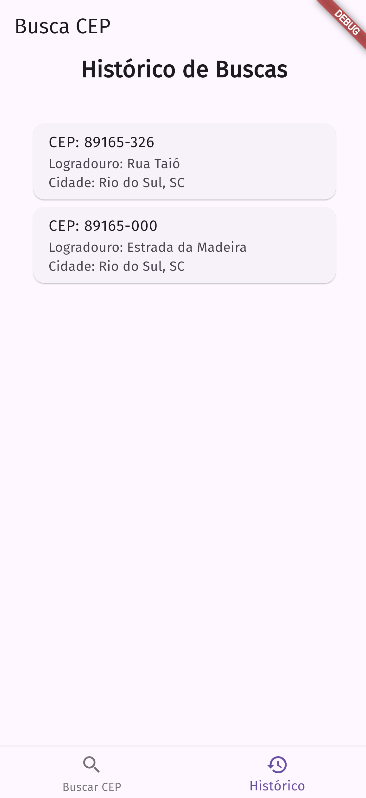 Busca CEP
DEBUG
Histórico de Buscas
CEP: 89165-326
Logradouro: Rua Taió
Cidade: Rio do Sul, SC
CEP: 89165-000
Logradouro: Estrada da Madeira
Cidade: Rio do Sul, SC
Buscar CEP
Histórico